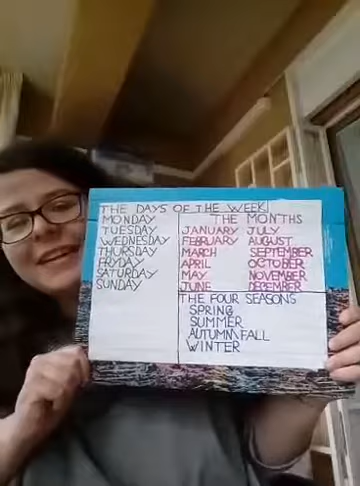 THE DAYS OF THE WEEK
MONDAY
TUESDAY
WEDNESDAY
THURSDAY
FRYDAY
SATURDAY
SUNDAY
THE MONTHS
JANUARY JULY
FEBRUARY AUGUST
MARCH SEPTEMBER
APRIL OCTOBER
MAY NOVEMBER
JUNE DECEMBER
THE FOUR SEASONS
SPRING
SUMMER
AUTUMN\FALL
WINTER